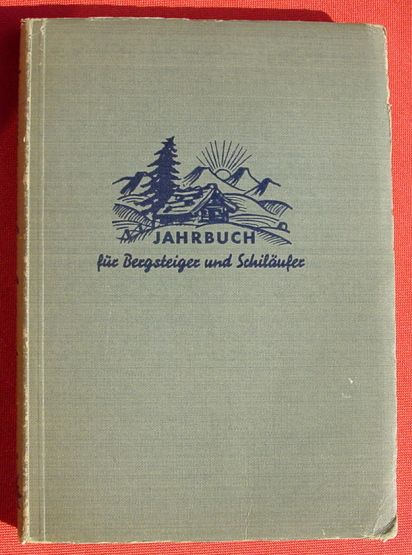 JAHRBUCH
für Bergsteiger und Schiläufer